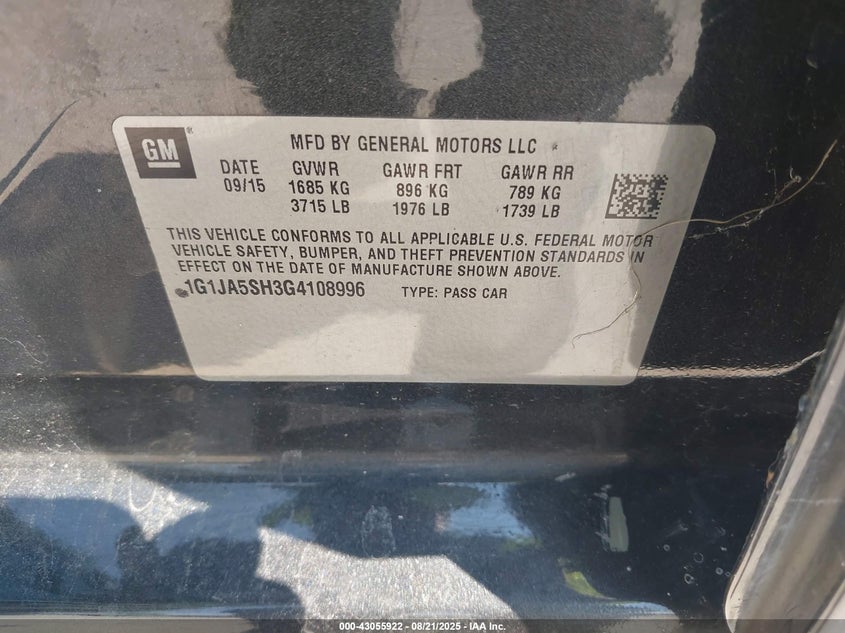 GM ®
MFD BY GENERAL MOTORS LLC
DATE GVWR GAWR FRT GAWR RR
09/15 1685 KG 896 KG 789 KG
3715 LB 1976 LB 1739 LB
THIS VEHICLE CONFORMS TO ALL APPLICABLE U.S. FEDERAL MOTOR
VEHICLE SAFETY, BUMPER, AND THEFT PREVENTION STANDARDS IN
EFFECT ON THE DATE OF MANUFACTURE SHOWN ABOVE.
1G1JA5SH3G4108996 TYPE: PASS CAR
000-43055922 - 08/21/2025 - IAA Inc.